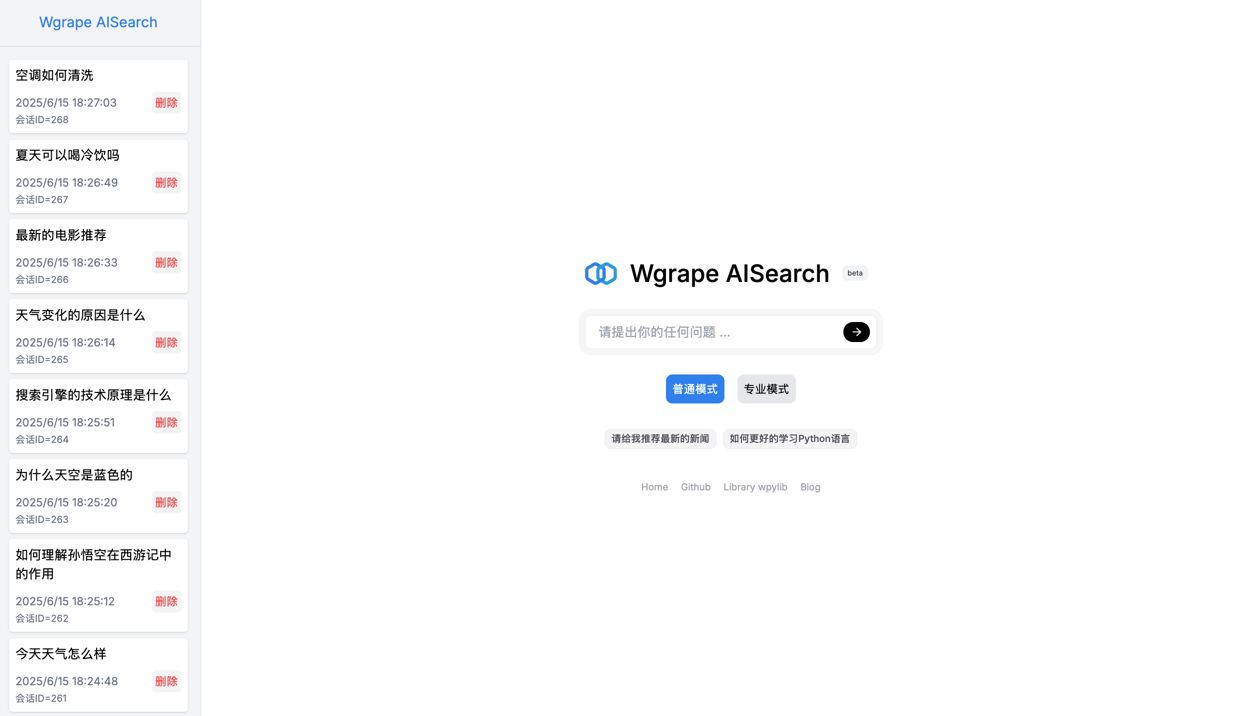 Wgrape AISearch
空调如何清洗
2025/6/15 18:27:03
删除
会话ID=268
夏天可以喝冷饮吗
2025/6/15 18:26:49
删除
会话ID=267
最新的电影推荐
2025/6/15 18:26:33
删除
会话ID=266
天气变化的原因是什么
2025/6/15 18:26:14
删除
会话ID=265
搜索引擎的技术原理是什么
2025/6/15 18:25:51
删除
会话ID=264
为什么天空是蓝色的
2025/6/15 18:25:20
删除
会话ID=263
如何理解孙悟空在西游记中
的作用
2025/6/15 18:25:12
删除
会话ID=262
今天天气怎么样
2025/6/15 18:24:48
删除
会话ID=261
Wgrape AISearch beta
请提出你的任何问题 ...
普通模式 专业模式
请给我推荐最新的新闻 如何更好的学习Python语言
Home Github Library wpylib Blog